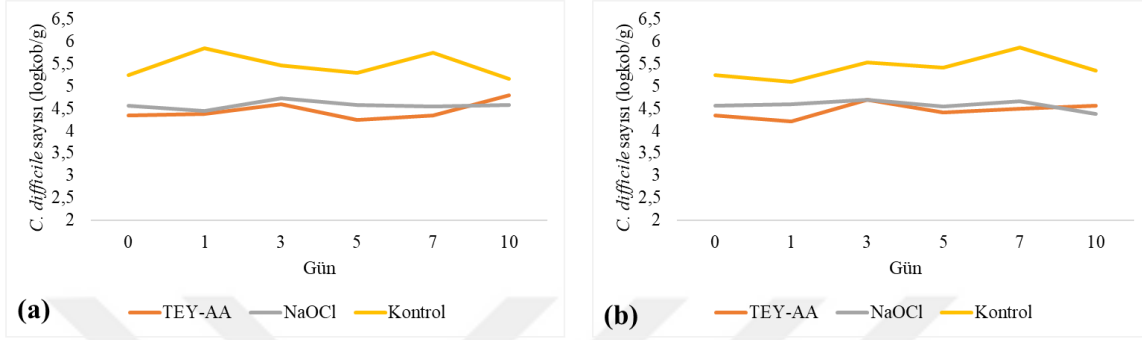 C. difficile sayısı (logkob/g)
6,5
6
5,5
5
4,5
4
3,5
3
2,5
2
0 1 3 5 7 10
Gün
(a)
TEY-AA NaOCl Kontrol
C. difficile sayısı (logkob/g)
6,5
6
5,5
5
4,5
4
3,5
3
2,5
2
0 1 3 5 7 10
Gün
(b)
TEY-AA NaOCl Kontrol